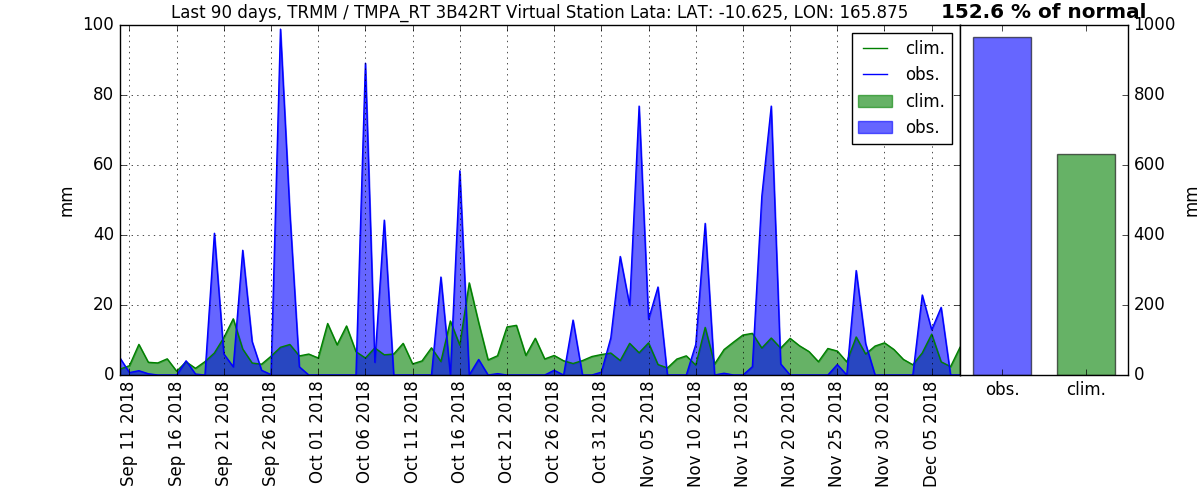 Last 90 days, TRMM / TMPA_RT 3B42RT Virtual Station Lata: LAT: -10.625, LON: 165.875
152.6 % of normal
100
80
60
40
20
0
mm
clim.
obs.
clim.
obs.
1000
800
600
400
200
0
mm
obs.
clim.
Sep 11 2018
Sep 16 2018
Sep 21 2018
Sep 26 2018
Oct 01 2018
Oct 06 2018
Oct 11 2018
Oct 16 2018
Oct 21 2018
Oct 26 2018
Oct 31 2018
Nov 05 2018
Nov 10 2018
Nov 15 2018
Nov 20 2018
Nov 25 2018
Nov 30 2018
Dec 05 2018